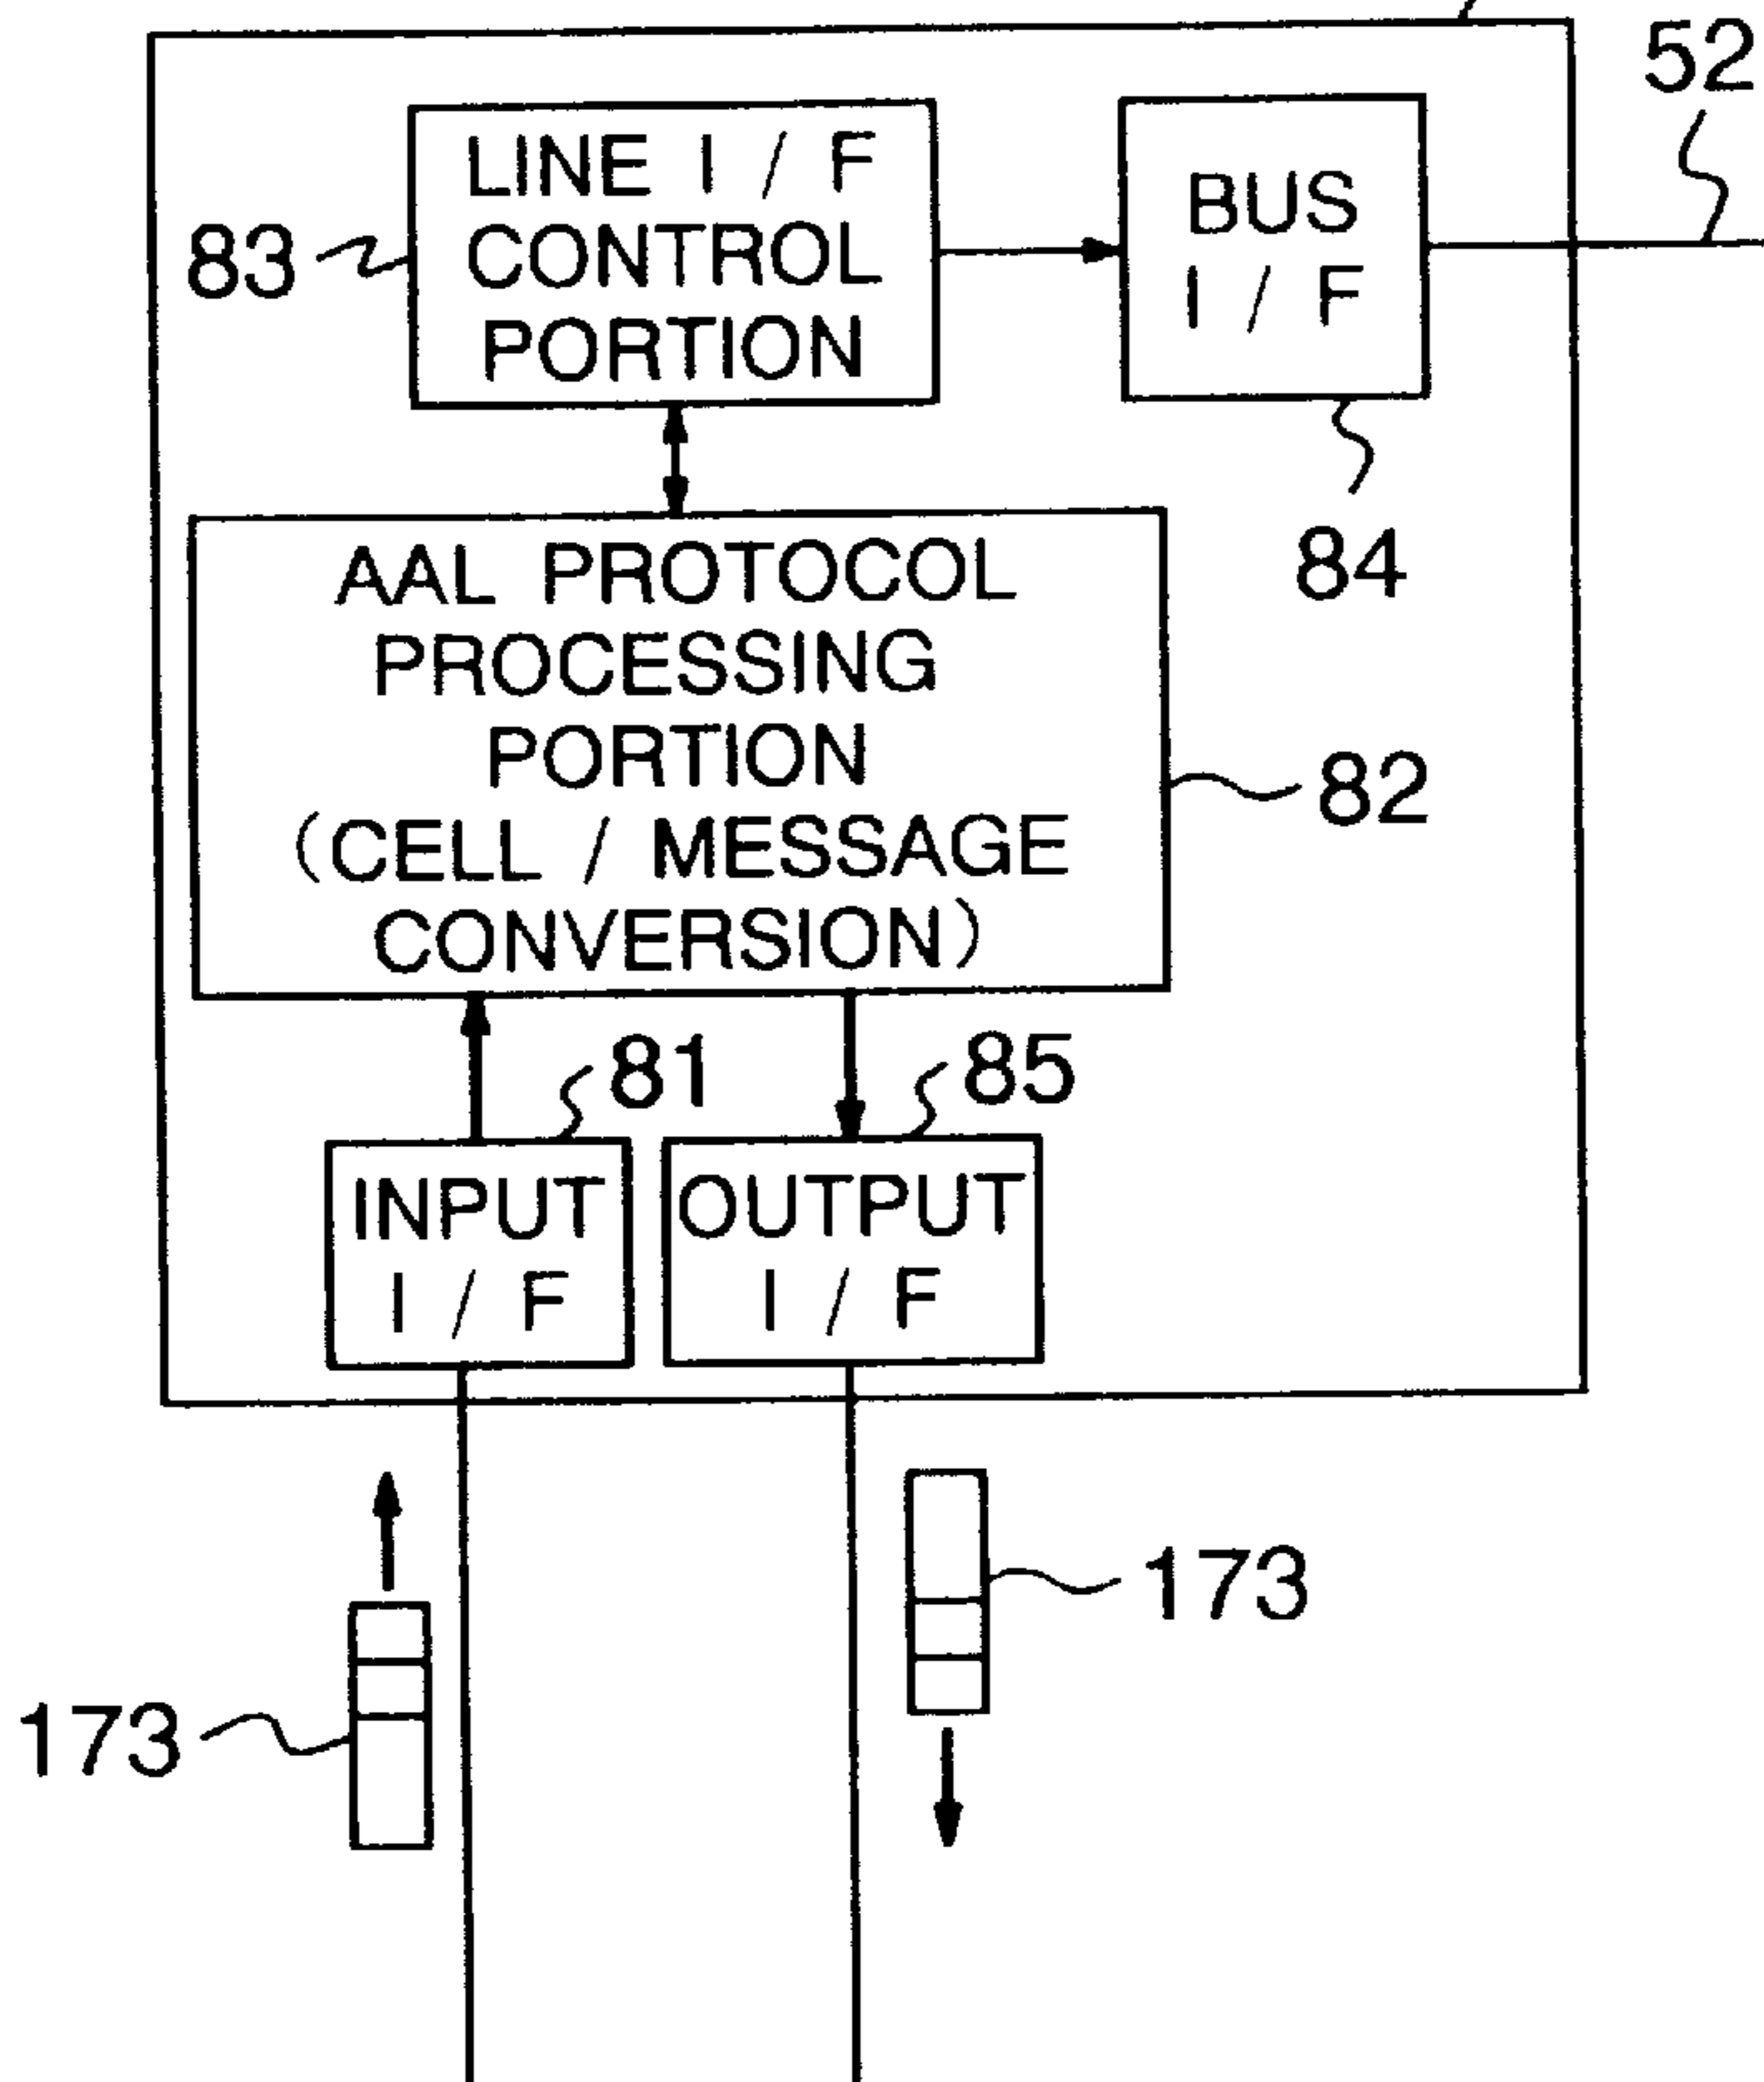 52
LINE I / F
CONTROL
PORTION
83
BUS
I / F
84
AAL PROTOCOL
PROCESSING
PORTION
(CELL / MESSAGE
CONVERSION)
82
81
85
INPUT
I / F
OUTPUT
I / F
173
173